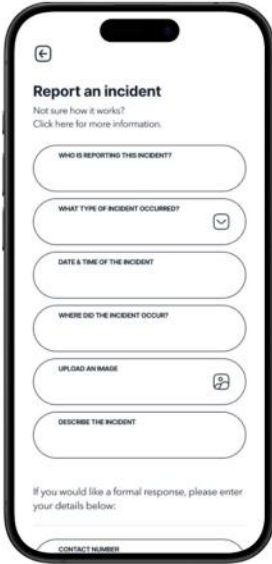 Report an incident
Not sure how it works?
Click here for more information.
WHO IS REPORTING THIS INCIDENT?
WHAT TYPE OF INCIDENT OCCURRED?
DATE & TIME OF THE INCIDENT
WHERE DID THE INCIDENT OCCUR?
UPLOAD AN IMAGE
DESCRIBE THE INCIDENT
If you would like a formal response, please enter
your details below:
CONTACT NUMBER